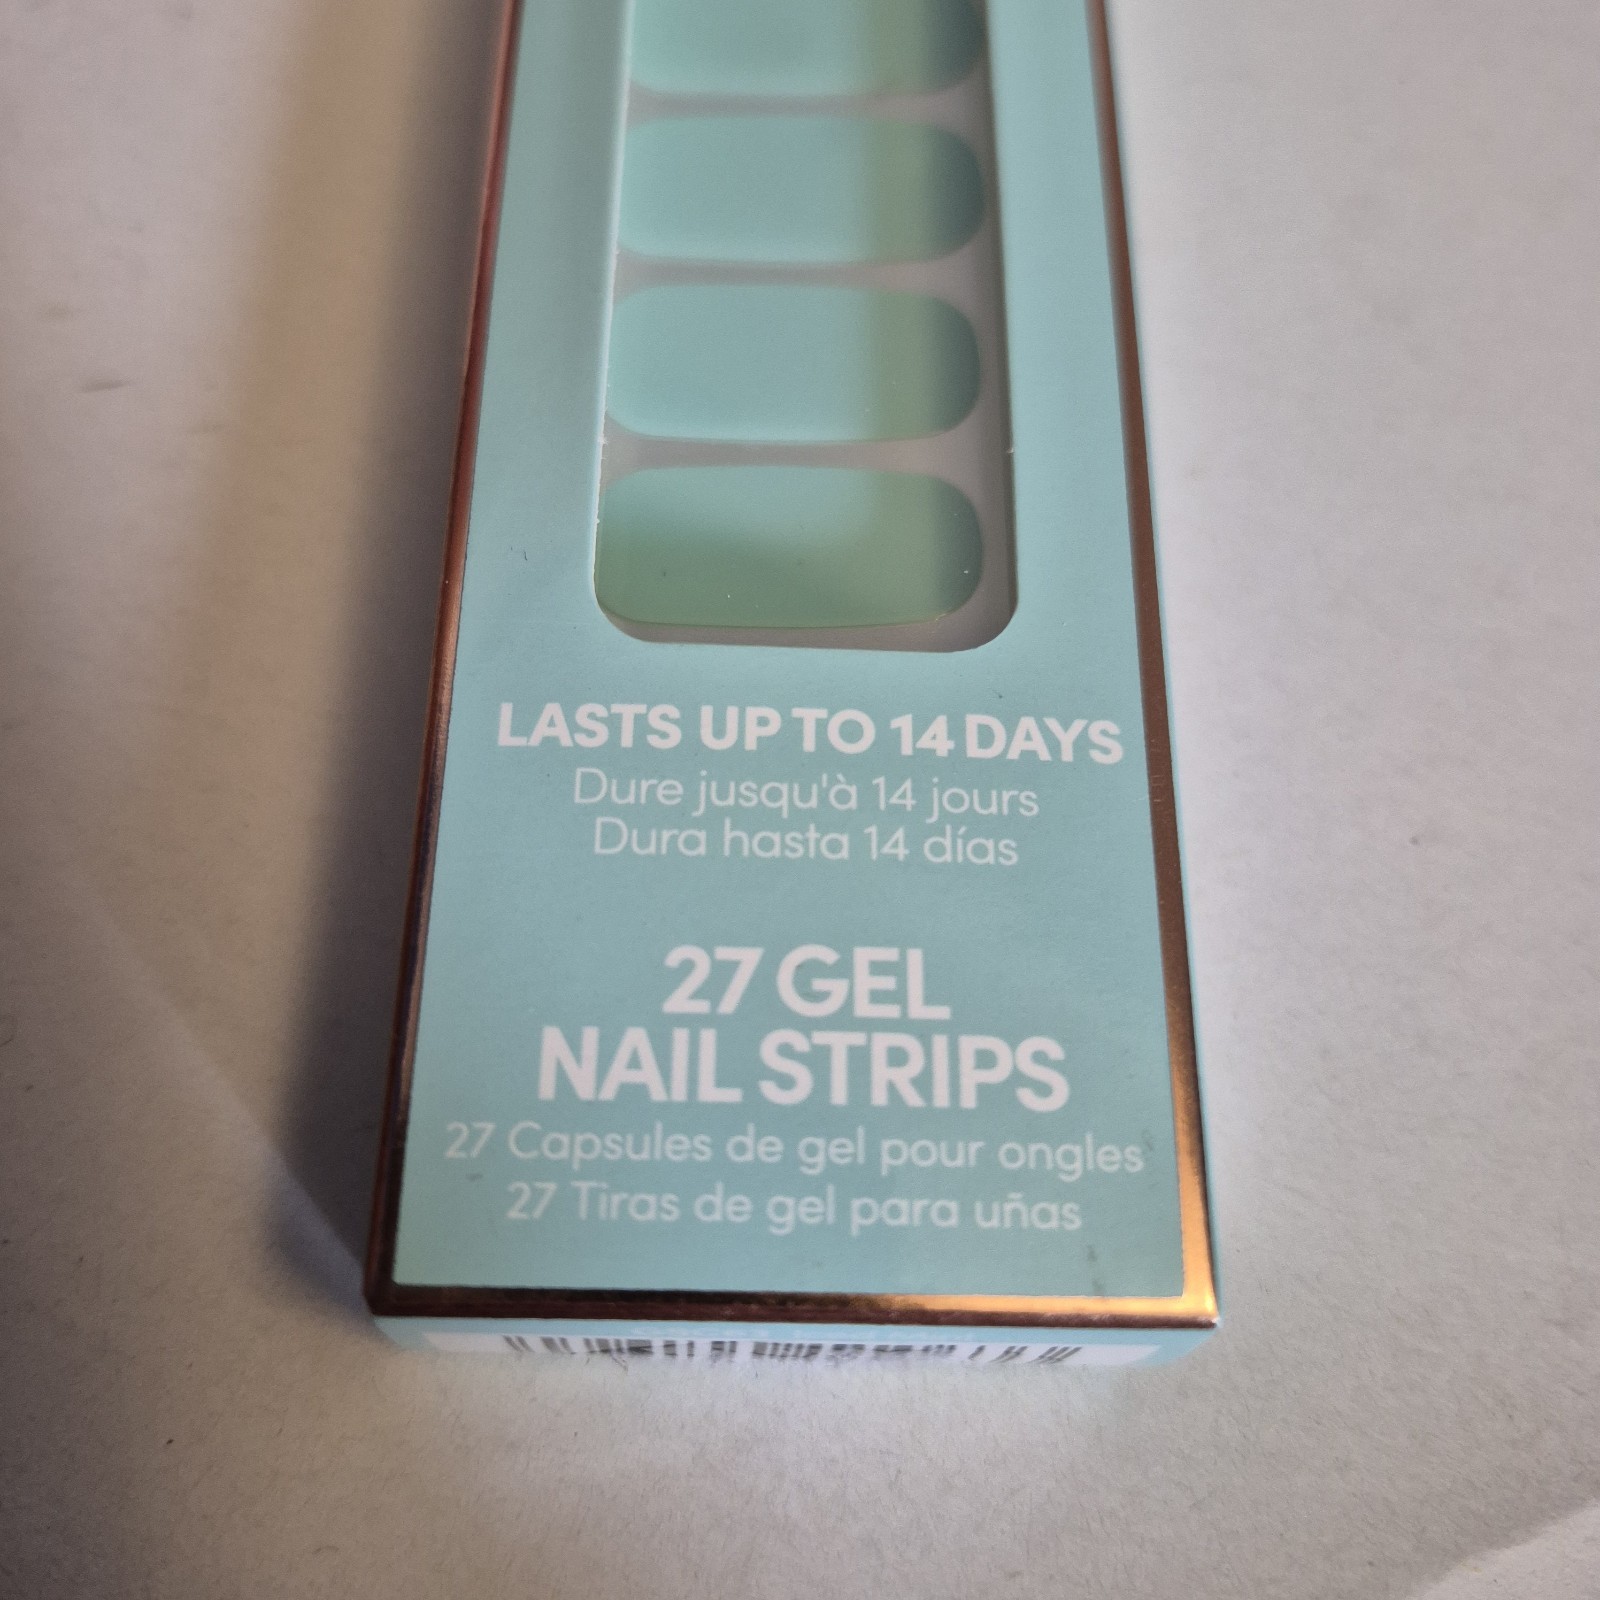 LASTS UP TO 14 DAYS
Dure jusqu'à 14 jours
Dura hasta 14 días
27 GEL
NAIL STRIPS
27 Capsules de gel pour ongles
27 Tiras de gel para uñas